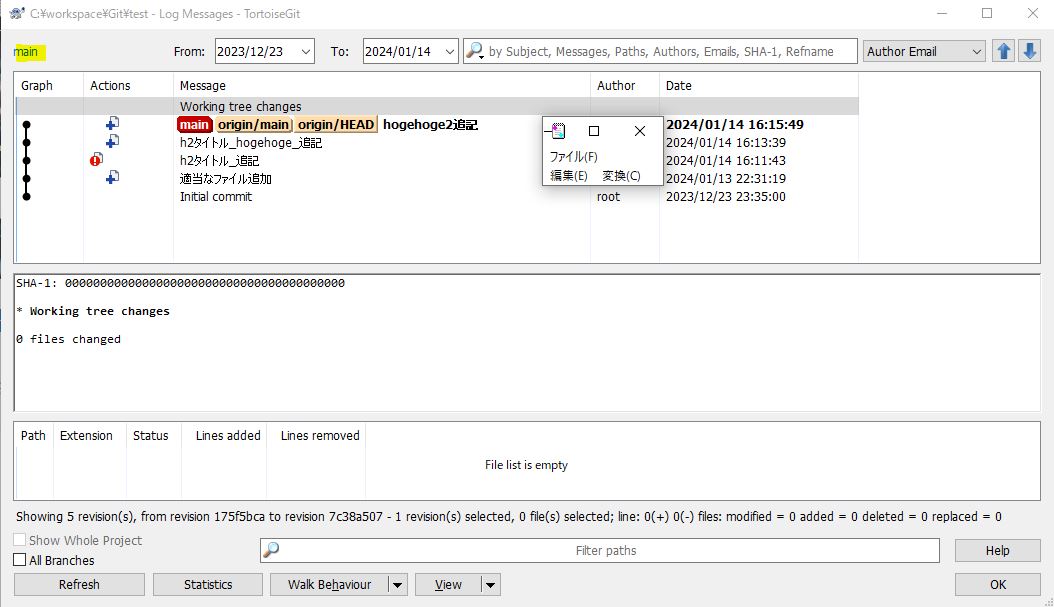 C:¥workspace¥Git¥test - Log Messages - TortoiseGit
main From: 2023/12/23 To: 2024/01/14 by Subject, Messages, Paths, Authors, Emails, SHA-1, Refname Author Email
Graph Actions Message Author Date
Working tree changes
main origin/main origin/HEAD hogehoge2追記 2024/01/14 16:15:49
h2タイトル_hogehoge_追記 2024/01/14 16:13:39
h2タイトル_追記 2024/01/14 16:11:43
適当なファイル追加 2024/01/13 22:31:19
Initial commit root 2023/12/23 23:35:00
ファイル(F)
編集(E) 変換(C)
SHA-1: 0000000000000000000000000000000000000000
* Working tree changes
0 files changed
Path Extension Status Lines added Lines removed
File list is empty
Showing 5 revision(s), from revision 175f5bca to revision 7c38a507 - 1 revision(s) selected, 0 file(s) selected; line: 0(+) 0(-) files: modified = 0 added = 0 deleted = 0 replaced = 0
Show Whole Project
All Branches
Filter paths Help
Refresh Statistics Walk Behaviour View OK